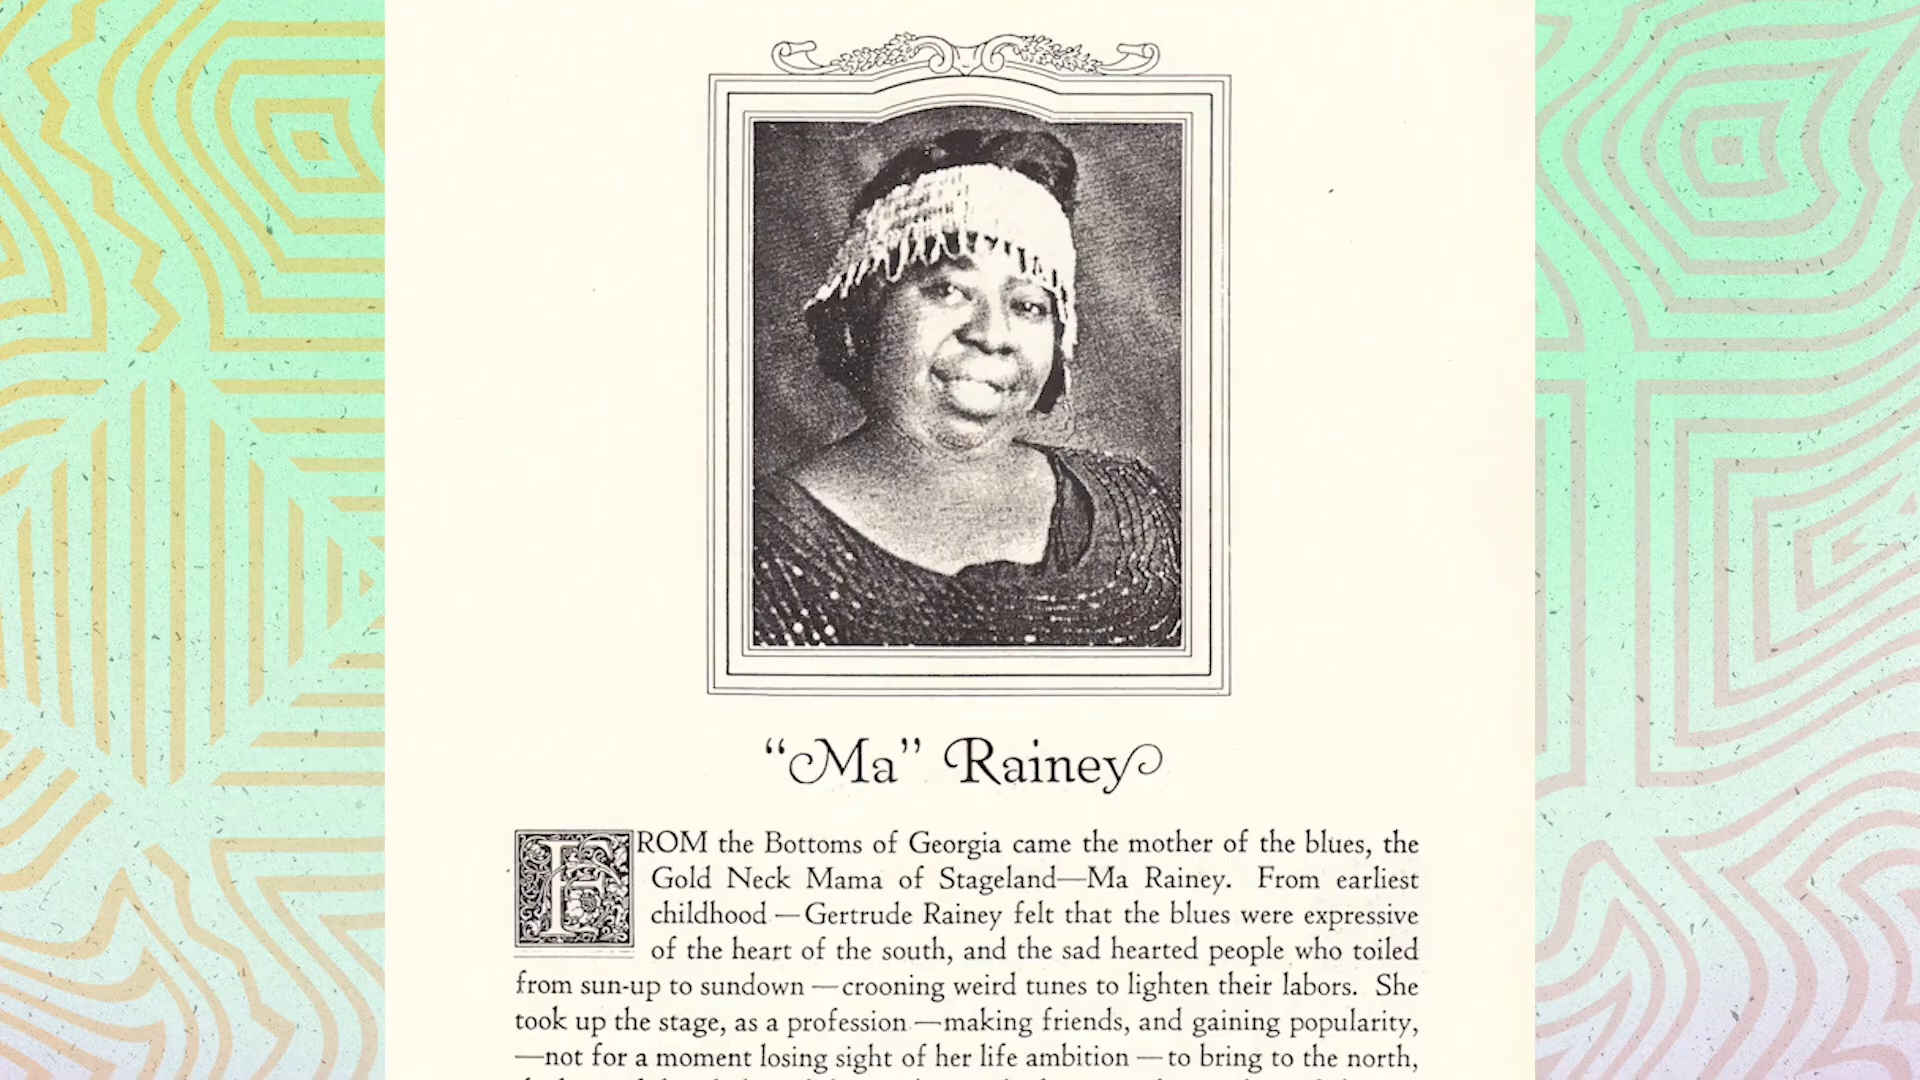 “Ma” Rainey
FROM the Bottoms of Georgia came the mother of the blues, the
Gold Neck Mama of Stageland—Ma Rainey. From earliest
childhood—Gertrude Rainey felt that the blues were expressive
of the heart of the south, and the sad hearted people who toiled
from sun-up to sundown—crooning weird tunes to lighten their labors. She
took up the stage, as a profession—making friends, and gaining popularity,
—not for a moment losing sight of her life ambition—to bring to the north,